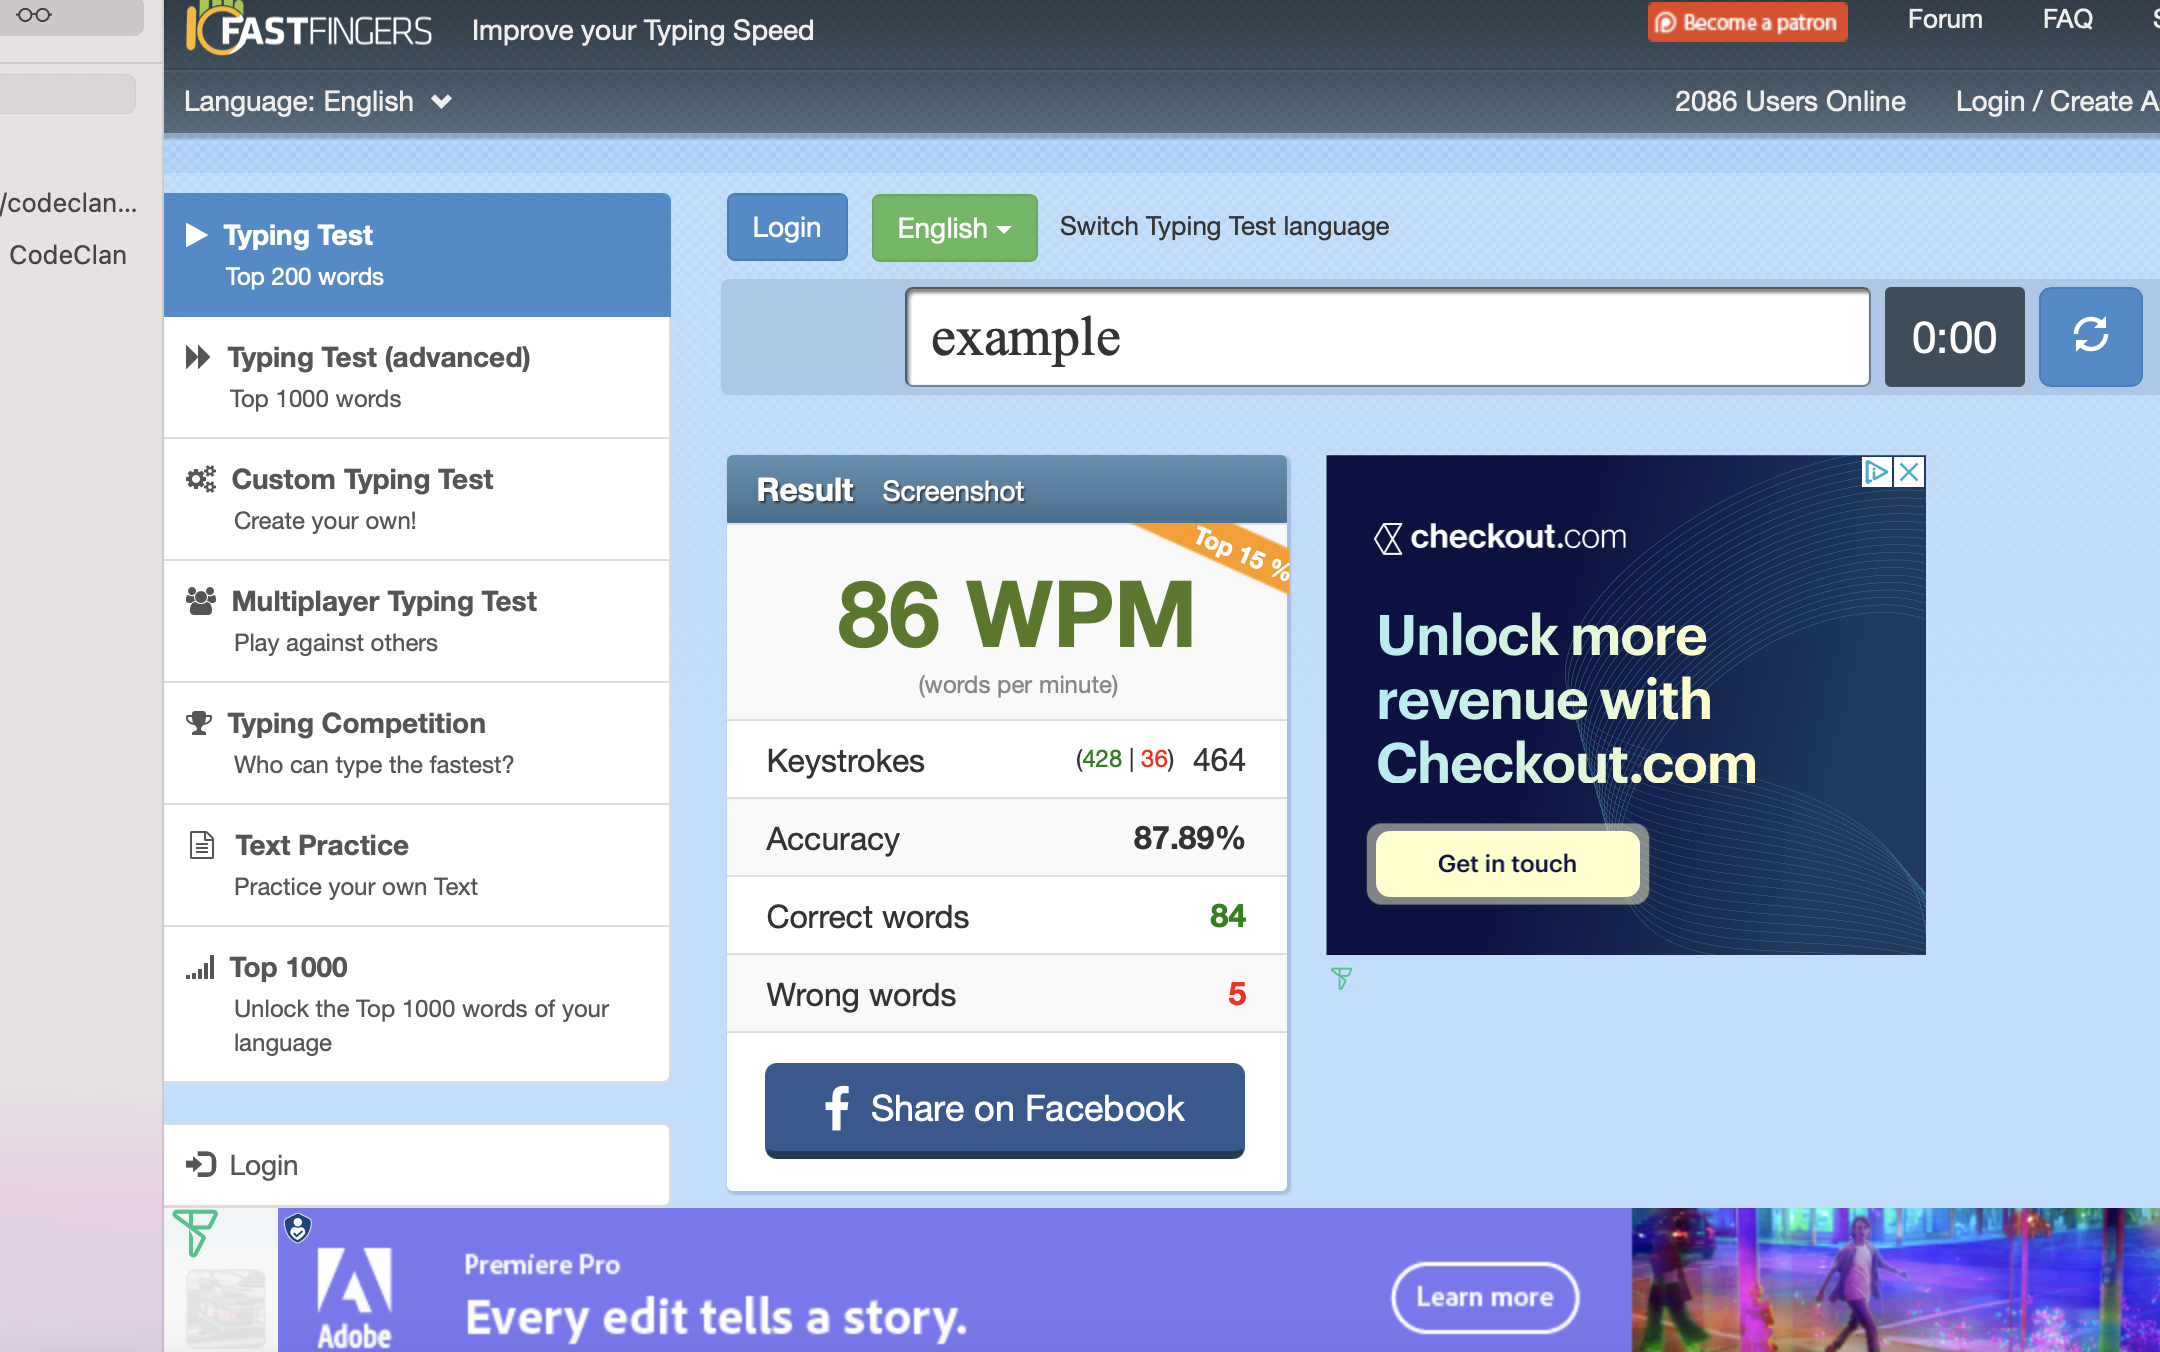 FASTFINGERS
Improve your Typing Speed
Become a patron
Forum
FAQ
Language: English
2086 Users Online
Login / Create A
/codeclan...
CodeClan
Typing Test
Top 200 words
Typing Test (advanced)
Top 1000 words
Custom Typing Test
Create your own!
Multiplayer Typing Test
Play against others
Typing Competition
Who can type the fastest?
Text Practice
Practice your own Text
Top 1000
Unlock the Top 1000 words of your
language
Login
Login
English
Switch Typing Test language
example
0:00
Result Screenshot
Top 15 %
86 WPM
(words per minute)
Keystrokes (428 | 36) 464
Accuracy 87.89%
Correct words 84
Wrong words 5
Share on Facebook
checkout.com
Unlock more
revenue with
Checkout.com
Get in touch
Adobe
Premiere Pro
Every edit tells a story.
Learn more